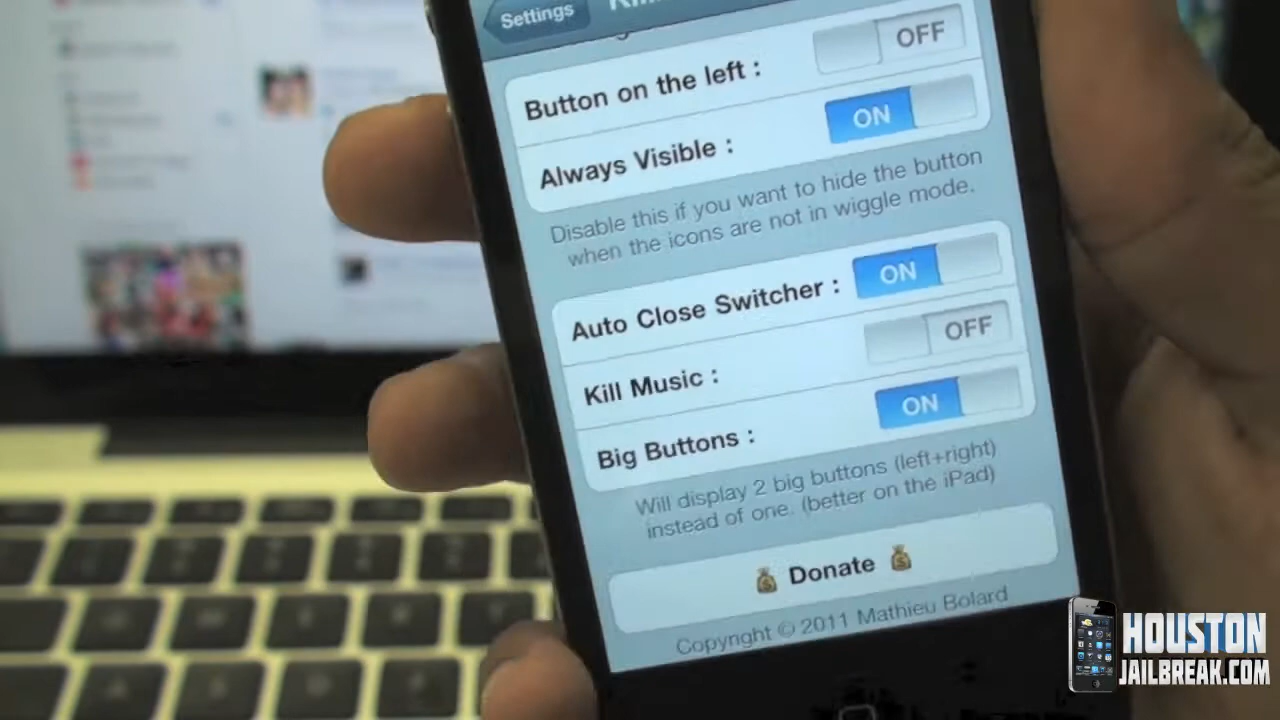 Settings
Button on the left : OFF
Always Visible : ON
Disable this if you want to hide the button
when the icons are not in wiggle mode.
Auto Close Switcher : ON
Kill Music : OFF
Big Buttons : ON
Will display 2 big buttons (left+right)
instead of one. (better on the iPad)
💰 Donate 💰
Copyright © 2011 Mathieu Bolard
HOUSTON
JAILBREAK.COM